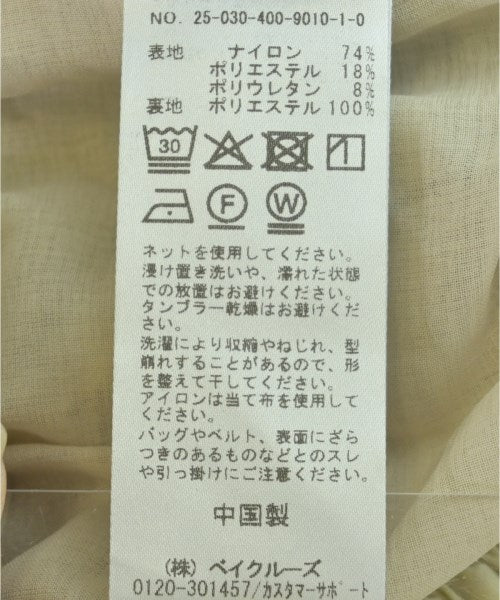 NO. 25-030-400-9010-1-0
表地 ナイロン 74%
ポリエステル 18%
ポリウレタン 8%
裏地 ポリエステル 100%
30
F W
ネットを使用してください。
浸け置き洗いや、濡れた状態
での放置はお避けください。
タンブラー乾燥はお避けくださ
い。
洗濯により収縮やねじれ、型
崩れすることがあるので、形
を整えて干してください。
アイロンは当て布を使用してくだ
さい。
バッグやベルト、表面にざら
つきのあるものなどとのスレ
や引っ掛けにご注意ください。
中国製
(株) ベイクルーズ
0120-301457/カスタマーサポート